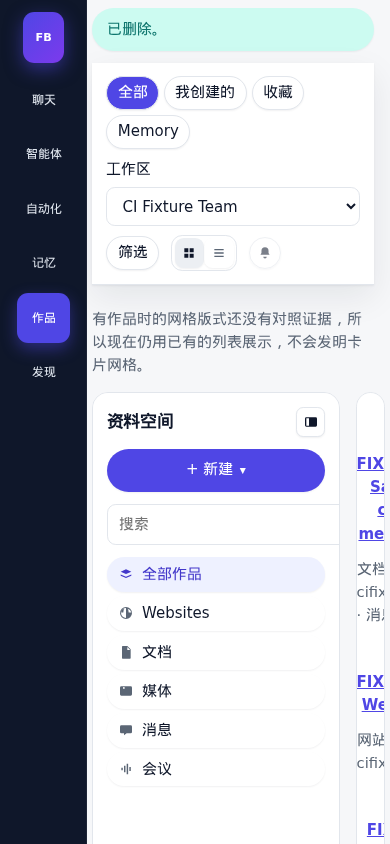 FB
聊天
智能体
自动化
记忆
作品
发现
已删除。
全部 我创建的 收藏
Memory
工作区
CI Fixture Team
筛选
有作品时的网格版式还没有对照证据，所
以现在仍用已有的列表展示，不会发明卡
片网格。
资料空间
+ 新建 ▾
搜索
全部作品
Websites
文档
媒体
消息
会议
FIX
Sa
c
me
文档
cifix
· 消
FIX
We
网站
cifix
FI